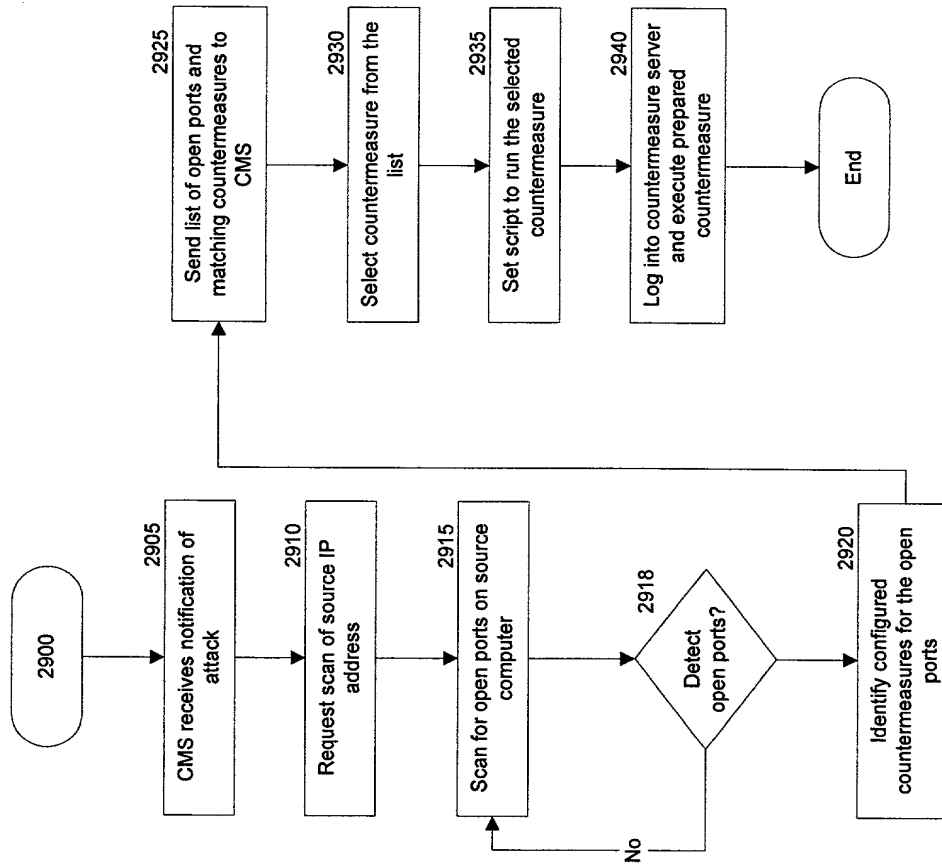 2900
2905
CMS receives notification of
attack
2910
Request scan of source IP
address
2915
Scan for open ports on source
computer
2918
Detect
open ports?
No
2920
Identify configured
countermeasures for the open
ports
2925
Send list of open ports and
matching countermeasures to
CMS
2930
Select countermeasure from the
list
2935
Set script to run the selected
countermeasure
2940
Log into countermeasure server
and execute prepared
countermeasure
End